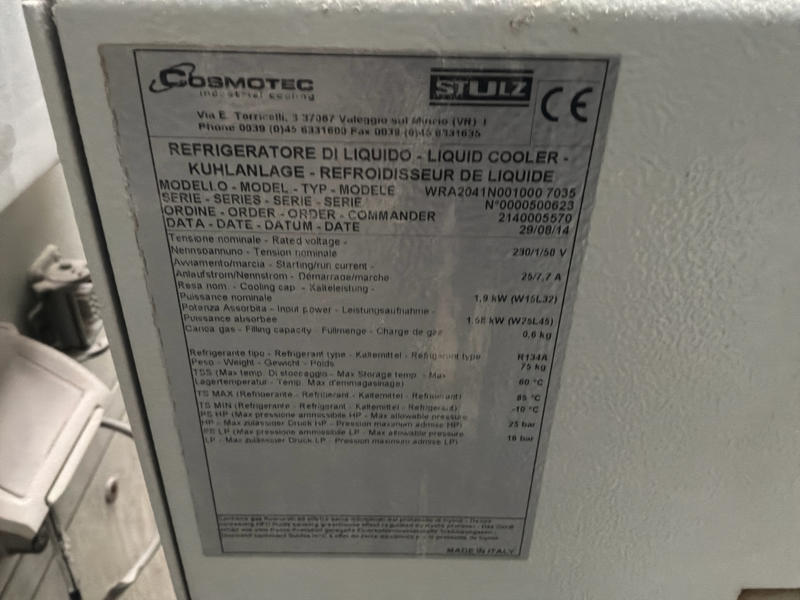 COSMOTEC
industrial cooling
STULZ
CE
Via E. Torricelli, 3 37067 Valeggio sul Mincio (VR) I
Phone 0039 (0)45 6331600 Fax 0039 (0)45 6331635
REFRIGERATORE DI LIQUIDO - LIQUID COOLER -
KUHLANLAGE - REFROIDISSEUR DE LIQUIDE
MODELLO - MODEL - TYP - MODELE WRA2041N001000 7035
SERIE - SERIES - SERIE - SERIE N°0000500623
ORDINE - ORDER - ORDER - COMMANDER 2140005570
DATA - DATE - DATUM - DATE 29/08/14
Tensione nominale - Rated voltage -
Nennspannuno - Tension nominale 230/1/50 V
Avviamento/marcia - Starting/run current -
Anlaufstrom/Nennstrom - Démarrage/marche 25/7,7 A
Resa nom. - Cooling cap. - Kälteleistung -
Puissance nominale 1,9 kW (W15L32)
Potenza Assorbita - Input power - Leistungsaufnahme -
Puissance absorbee 1,68 kW (W25L45)
Carica gas - Filling capacity - Füllmenge - Charge de gaz 0,6 kg
Refrigerante tipo - Refrigerant type - Kältemittel - Refrigerant type R134A
Peso - Weight - Gewicht - Poids 75 kg
TSS (Max temp. Di stoccaggio - Max Storage temp. - Max
Lagertemperatur - Temp. Max d'emmagasinage) 60 °C
TS MAX (Refrigerante - Refrigerant - Kaltemittel - Refrigerant) 65 °C
TS MIN (Refrigerante - Refrigerant - Kaltemittel - Refrigerant) -10 °C
PS HP (Max pressione ammissibile HP - Max allowable pressure
HP - Max zulässiger Druck HP - Pression maximum admise HP) 25 bar
PS LP (Max pressione ammissibile LP - Max allowable pressure
LP - Max zulässiger Druck LP - Pression maximum admise LP) 16 bar
MADE IN ITALY